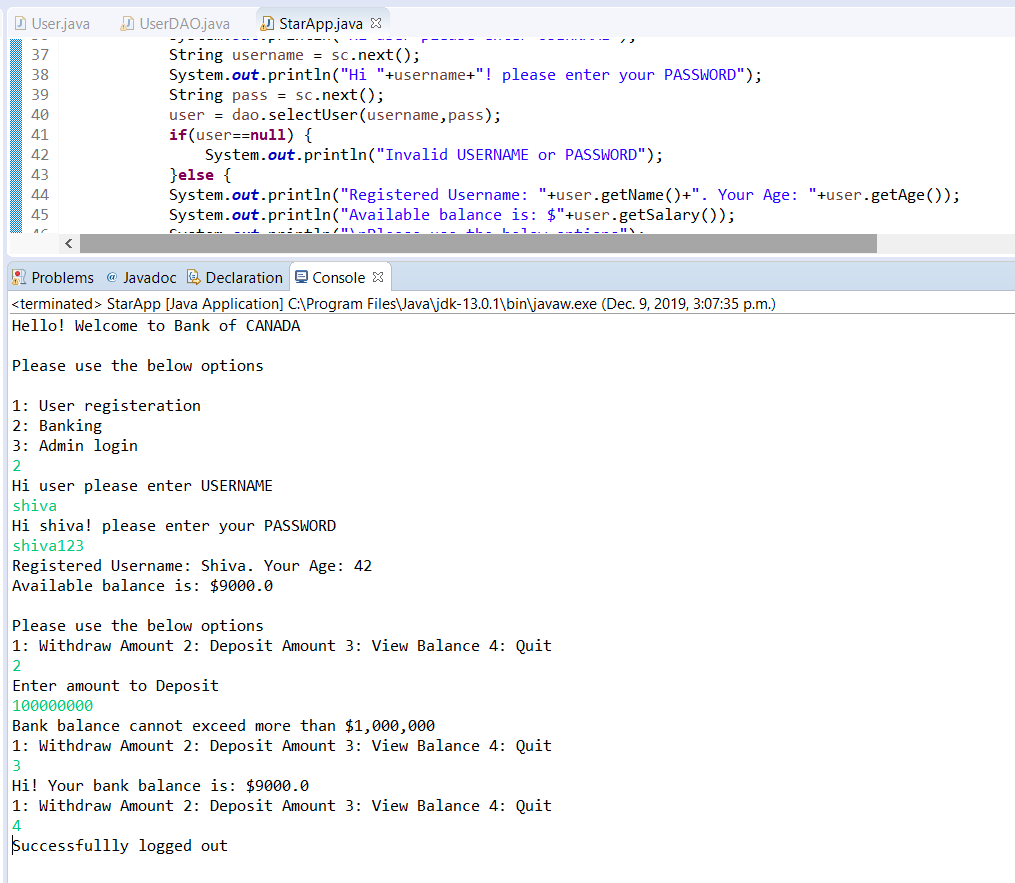 User.java UserDAO.java StarApp.java
37 String username = sc.next();
38 System.out.println("Hi "+username+"! please enter your PASSWORD");
39 String pass = sc.next();
40 user = dao.selectUser(username,pass);
41 if(user==null) {
42 System.out.println("Invalid USERNAME or PASSWORD");
43 }else {
44 System.out.println("Registered Username: "+user.getName()+". Your Age: "+user.getAge());
45 System.out.println("Available balance is: $"+user.getSalary());
46 System.out.println("\nPlease use the below options");
Problems Javadoc Declaration Console
<terminated> StarApp [Java Application] C:\Program Files\Java\jdk-13.0.1\bin\javaw.exe (Dec. 9, 2019, 3:07:35 p.m.)
Hello! Welcome to Bank of CANADA
Please use the below options
1: User registeration
2: Banking
3: Admin login
2
Hi user please enter USERNAME
shiva
Hi shiva! please enter your PASSWORD
shiva123
Registered Username: Shiva. Your Age: 42
Available balance is: $9000.0
Please use the below options
1: Withdraw Amount 2: Deposit Amount 3: View Balance 4: Quit
2
Enter amount to Deposit
100000000
Bank balance cannot exceed more than $1,000,000
1: Withdraw Amount 2: Deposit Amount 3: View Balance 4: Quit
3
Hi! Your bank balance is: $9000.0
1: Withdraw Amount 2: Deposit Amount 3: View Balance 4: Quit
4
Successfullly logged out